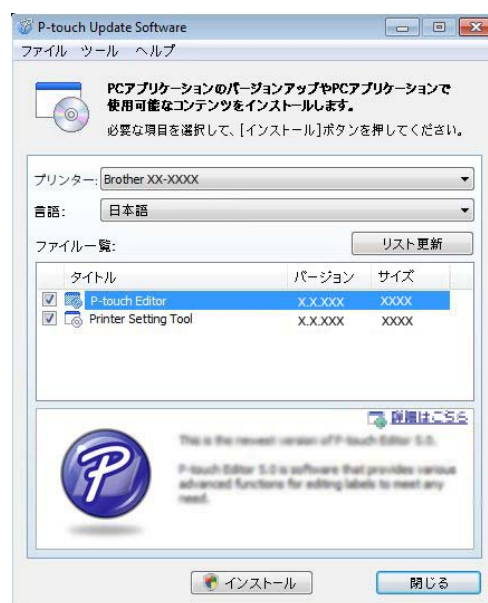 P-touch Update Software
ファイル ツール ヘルプ
PCアプリケーションのバージョンアップやPCアプリケーションで
使用可能なコンテンツをインストールします。
必要な項目を選択して、[インストール]ボタンを押してください。
プリンター: Brother XX-XXXX
言語: 日本語
ファイル一覧: リスト更新
タイトル バージョン サイズ
P-touch Editor X.X.XXX XXXX
Printer Setting Tool X.X.XXX XXXX
詳細はこちら
This is the newest version of P-touch Editor 5.0.
P-touch Editor 5.0 is software that provides various
advanced functions for editing labels to meet any
need.
P
インストール 閉じる